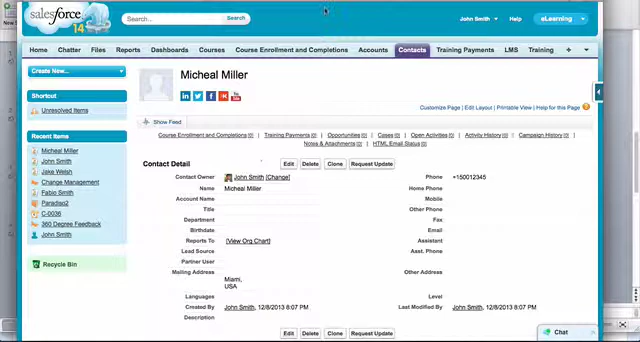 salesforce
14
Search...
Search
John Smith
Help
eLearning
Home Chatter Files Reports Dashboards Courses Course Enrollment and Completions Accounts Contacts Training Payments LMS Training +
Create New...
Shortcut
Unresolved Items
Recent Items
Micheal Miller
John Smith
Jake Welsh
Change Management
Fabio Smith
Paradiso2
C-0036
360 Degree Feedback
John Smith
Recycle Bin
Micheal Miller
Customize Page | Edit Layout | Printable View | Help for this Page
Show Feed
Course Enrollment and Completions [0] | Training Payments [0] | Opportunities [0] | Cases [0] | Open Activities [0] | Activity History [0] | Campaign History [0] |
Notes & Attachments [0] | HTML Email Status [0]
Contact Detail
Edit Delete Clone Request Update
Contact Owner John Smith [Change] Phone +150012345
Name Micheal Miller Home Phone
Account Name Mobile
Title Other Phone
Department Fax
Birthdate Email
Reports To [View Org Chart] Assistant
Lead Source Asst. Phone
Partner User
Mailing Address Other Address
Miami,
USA
Languages Level
Created By John Smith, 12/8/2013 8:07 PM Last Modified By John Smith, 12/8/2013 8:07 PM
Description
Edit Delete Clone Request Update
Chat